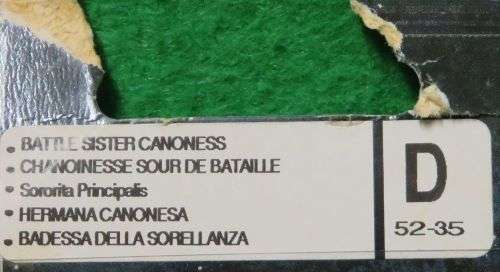 • BATTLE SISTER CANONESS
• CHANOINESSE SOUR DE BATAILLE
• Sororita Principalis
• HERMANA CANONESA
• BADESSA DELLA SORELLANZA
D
52-35